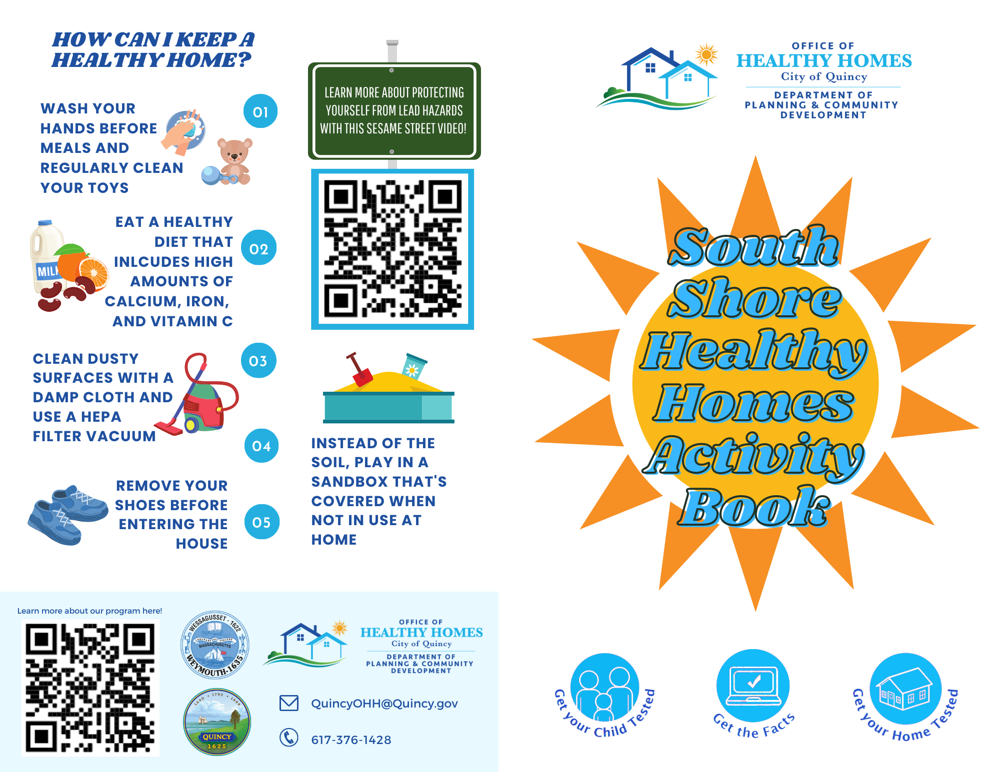 HOW CAN I KEEP A
HEALTHY HOME?
WASH YOUR
HANDS BEFORE
MEALS AND
REGULARLY CLEAN
YOUR TOYS
01
EAT A HEALTHY
DIET THAT
INLCUDES HIGH
AMOUNTS OF
CALCIUM, IRON,
AND VITAMIN C
02
MILK
CLEAN DUSTY
SURFACES WITH A
DAMP CLOTH AND
USE A HEPA
FILTER VACUUM
03
04
REMOVE YOUR
SHOES BEFORE
ENTERING THE
HOUSE
05
LEARN MORE ABOUT PROTECTING
YOURSELF FROM LEAD HAZARDS
WITH THIS SESAME STREET VIDEO!
INSTEAD OF THE
SOIL, PLAY IN A
SANDBOX THAT'S
COVERED WHEN
NOT IN USE AT
HOME
Learn more about our program here!
WESSAGUSSET - 1622
LABORARE EST VINCERE
MASSACHUSETTS
WEYMOUTH-1635
1640 • 1792 • 1888
QUINCY
1625
OFFICE OF
HEALTHY HOMES
City of Quincy
DEPARTMENT OF
PLANNING & COMMUNITY
DEVELOPMENT
QuincyOHH@Quincy.gov
617-376-1428
OFFICE OF
HEALTHY HOMES
City of Quincy
DEPARTMENT OF
PLANNING & COMMUNITY
DEVELOPMENT
South
Shore
Healthy
Homes
Activity
Book
Get your Child Tested
Get the Facts
Get your Home Tested